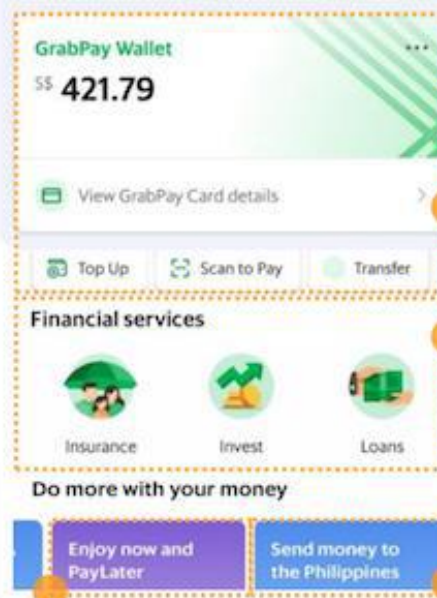 GrabPay Wallet
S$ 421.79
View GrabPay Card details
Top Up Scan to Pay Transfer
Financial services
Insurance Invest Loans
Do more with your money
Enjoy now and
PayLater
Send money to
the Philippines